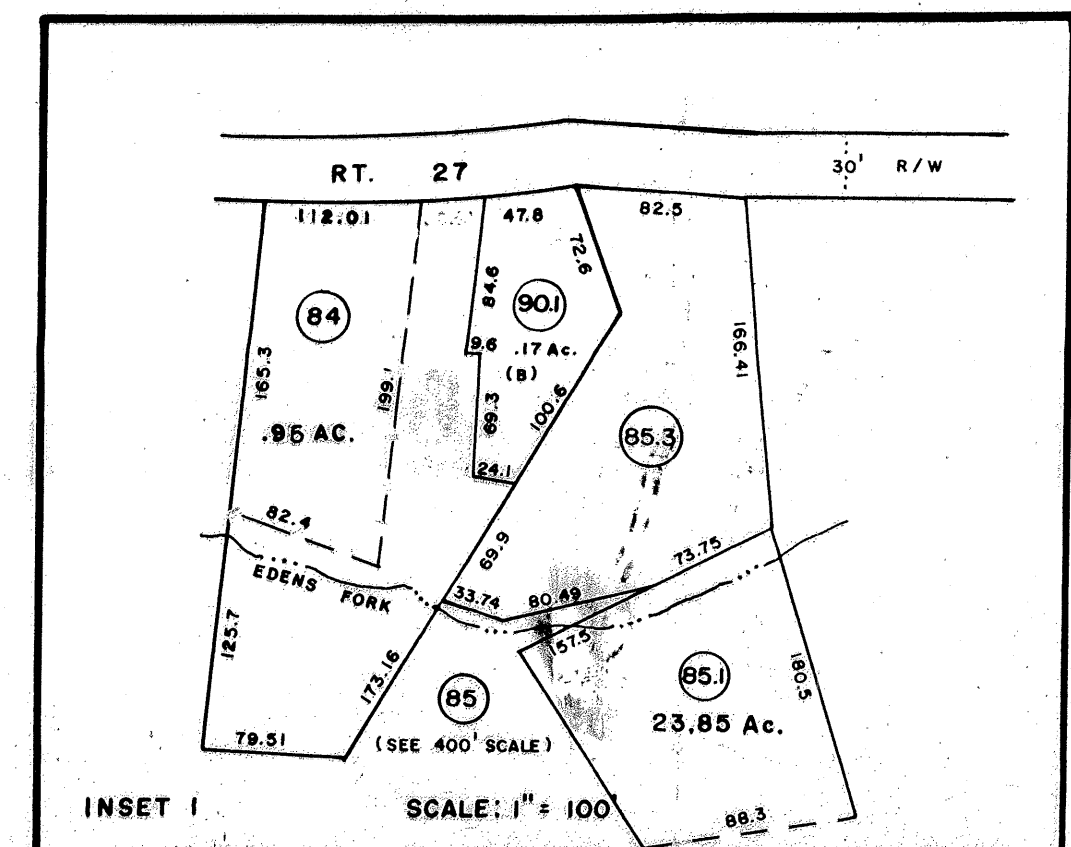 RT. 27
30' R/W
112.01
47.8
82.5
72.6
84.6
90.1
84
9.6
.17 Ac.
(B)
165.3
199.1
166.41
69.3
100.6
.95 AC.
85.3
24.1
82.4
69.9
73.75
EDENS FORK
33.74
80.49
125.7
157.5
173.16
85
85.1
180.5
23.85 Ac.
79.51
(SEE 400' SCALE)
INSET 1
SCALE: 1" = 100'
88.3